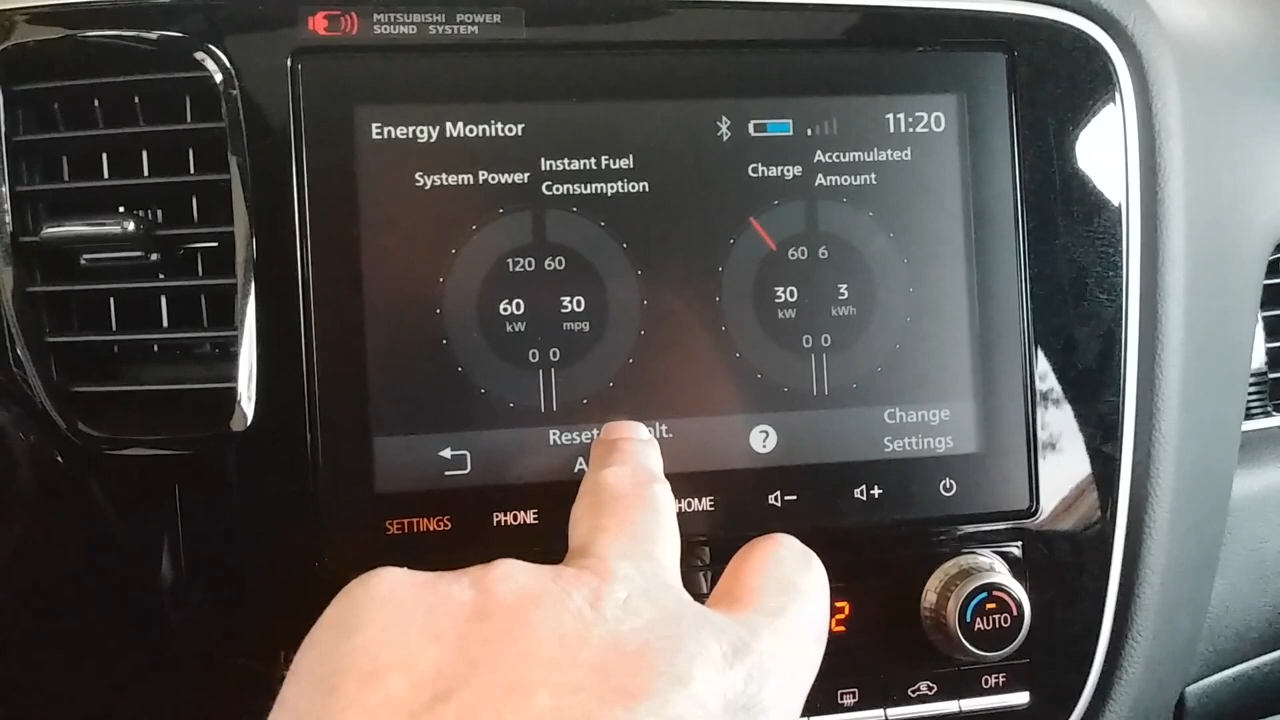 MITSUBISHI POWER
SOUND SYSTEM
Energy Monitor
11:20
System Power
Instant Fuel
Consumption
Charge
Accumulated
Amount
120 60
60 30
kW mpg
0 0
60 6
30 3
kW kWh
0 0
Reset
?
Change
Settings
SETTINGS
PHONE
HOME
2
AUTO
OFF